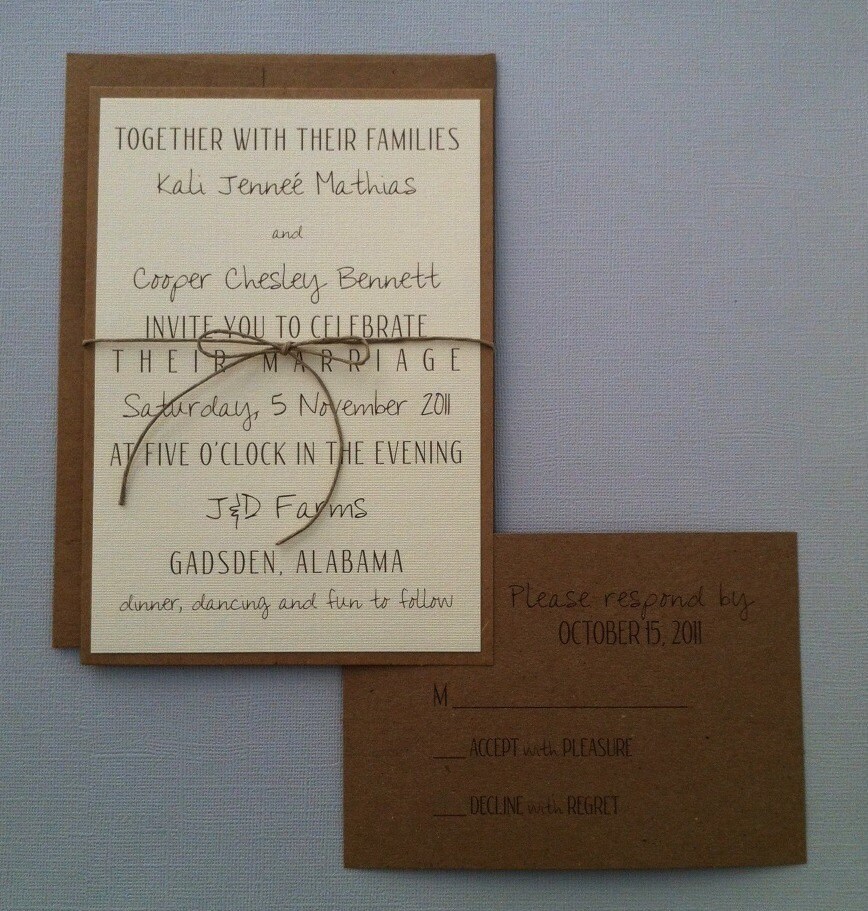 TOGETHER WITH THEIR FAMILIES
Kali Jenneé Mathias
and
Cooper Chesley Bennett
INVITE YOU TO CELEBRATE
THEIR MARRIAGE
Saturday, 5 November 2011
AT FIVE O'CLOCK IN THE EVENING
J&D Farms
GADSDEN, ALABAMA
dinner, dancing and fun to follow
Please respond by
OCTOBER 15, 2011
M
ACCEPT with PLEASURE
DECLINE with REGRET